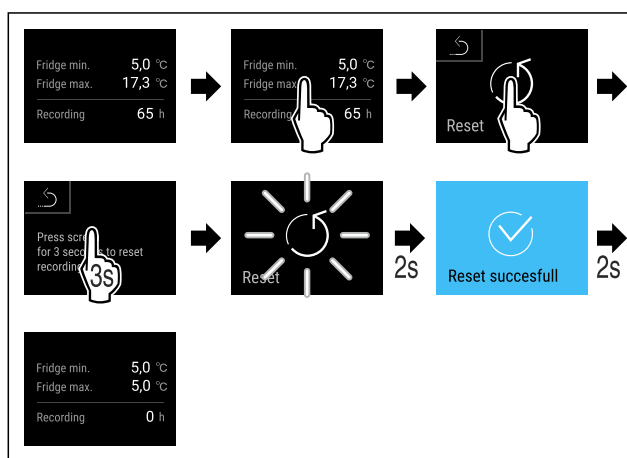 Fridge min. 5,0 °C
Fridge max. 17,3 °C
Recording 65 h
Fridge min. 5,0 °C
Fridge max 17,3 °C
Recording 65 h
Reset
Press scre
for 3 seconds to reset
recording
3s
Reset
2s
Reset succesfull
2s
Fridge min. 5,0 °C
Fridge max. 5,0 °C
Recording 0 h